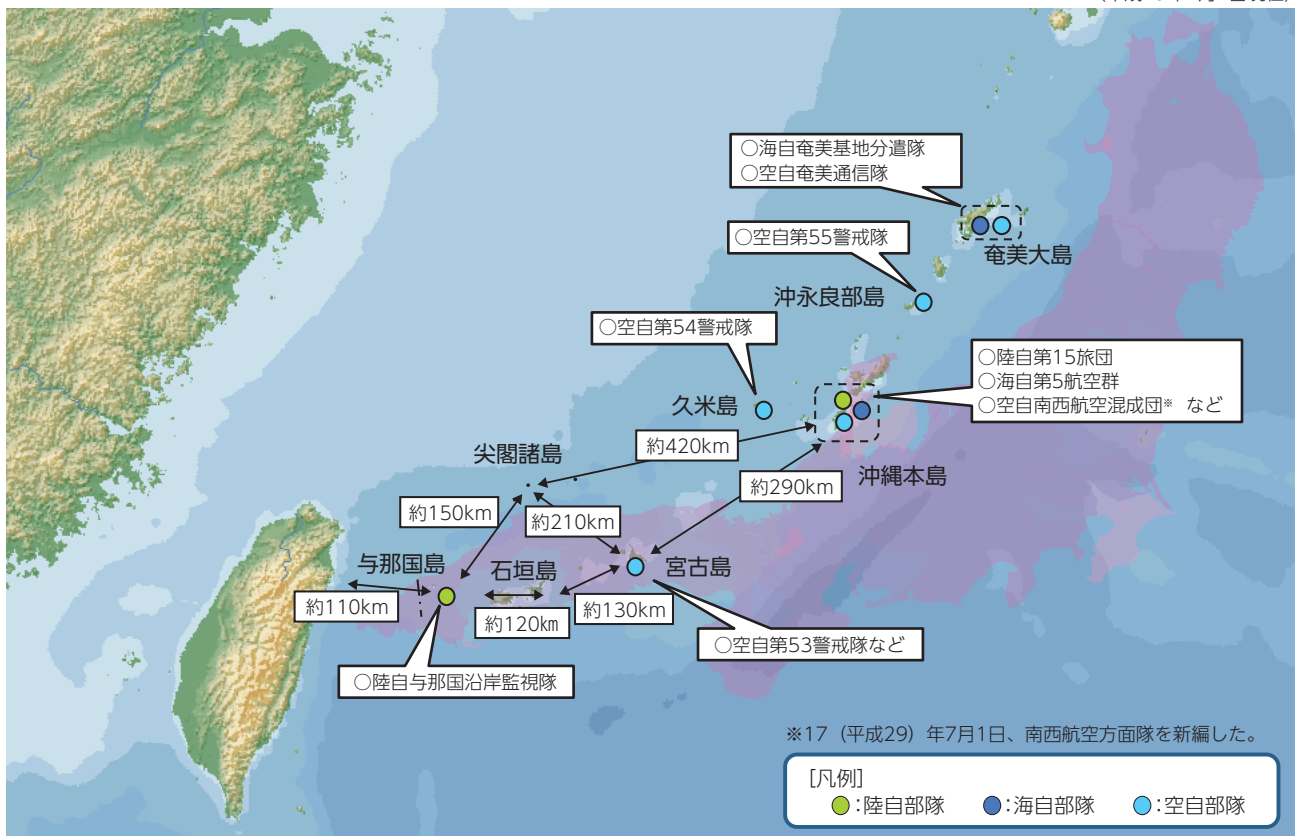 ○海自奄美基地分遣隊
○空自奄美通信隊
奄美大島
○空自第55警戒隊
沖永良部島
○空自第54警戒隊
久米島
○陸自第15旅団
○海自第5航空群
○空自南西航空混成団※ など
沖縄本島
尖閣諸島
約420km
約290km
約150km
約210km
与那国島
石垣島
宮古島
約110km
約120㎞
約130km
○空自第53警戒隊など
○陸自与那国沿岸監視隊
※17（平成29）年7月1日、南西航空方面隊を新編した。
[凡例]
:陸自部隊 :海自部隊 :空自部隊